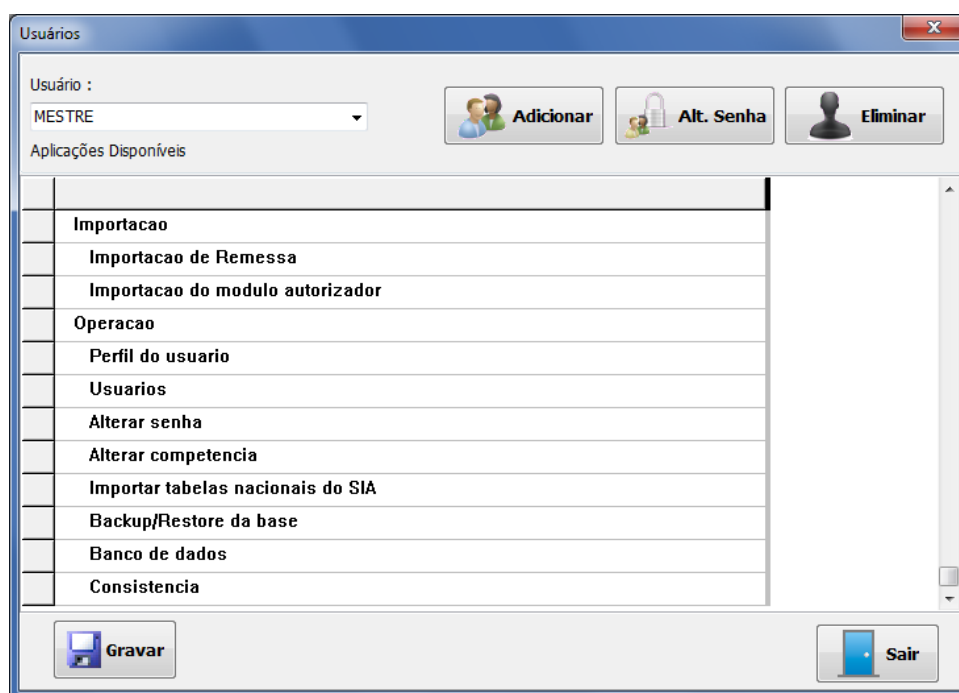 Usuários
Usuário :
MESTRE
Adicionar
Alt. Senha
Eliminar
Aplicações Disponíveis
Importacao
Importacao de Remessa
Importacao do modulo autorizador
Operacao
Perfil do usuario
Usuarios
Alterar senha
Alterar competencia
Importar tabelas nacionais do SIA
Backup/Restore da base
Banco de dados
Consistencia
Gravar
Sair